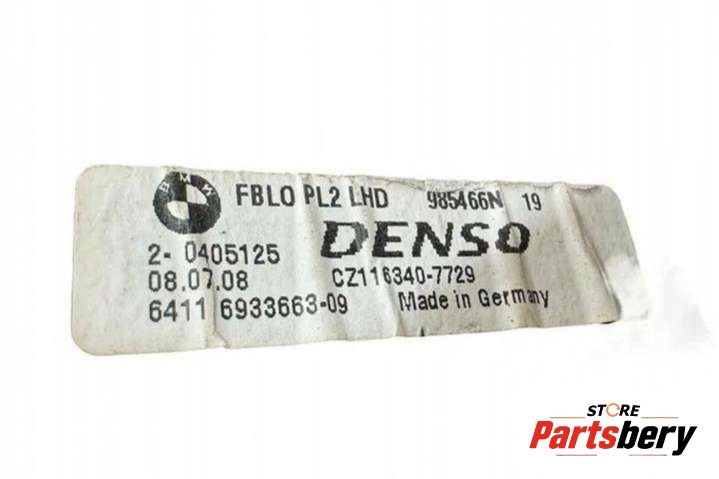 BMW
FBLO PL2 LHD 985466N 19
2- 0405125 DENSO
08.07.08 CZ116340-7729
6411 6933663-09 Made in Germany
STORE
Partsbery